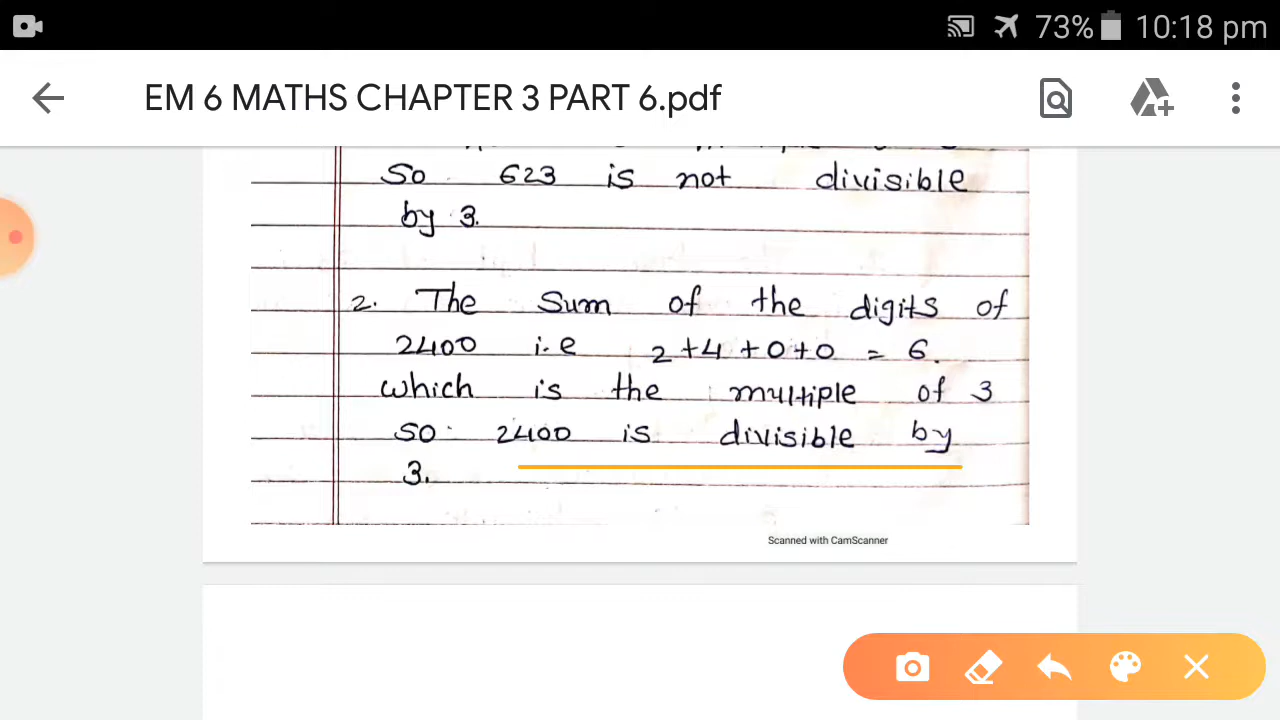 73% 10:18 pm
EM 6 MATHS CHAPTER 3 PART 6.pdf
So 623 is not divisible
by 3.
2. The Sum of the digits of
2400 i.e 2+4+0+0 = 6.
which is the multiple of 3
so 2400 is divisible by
3.
Scanned with CamScanner